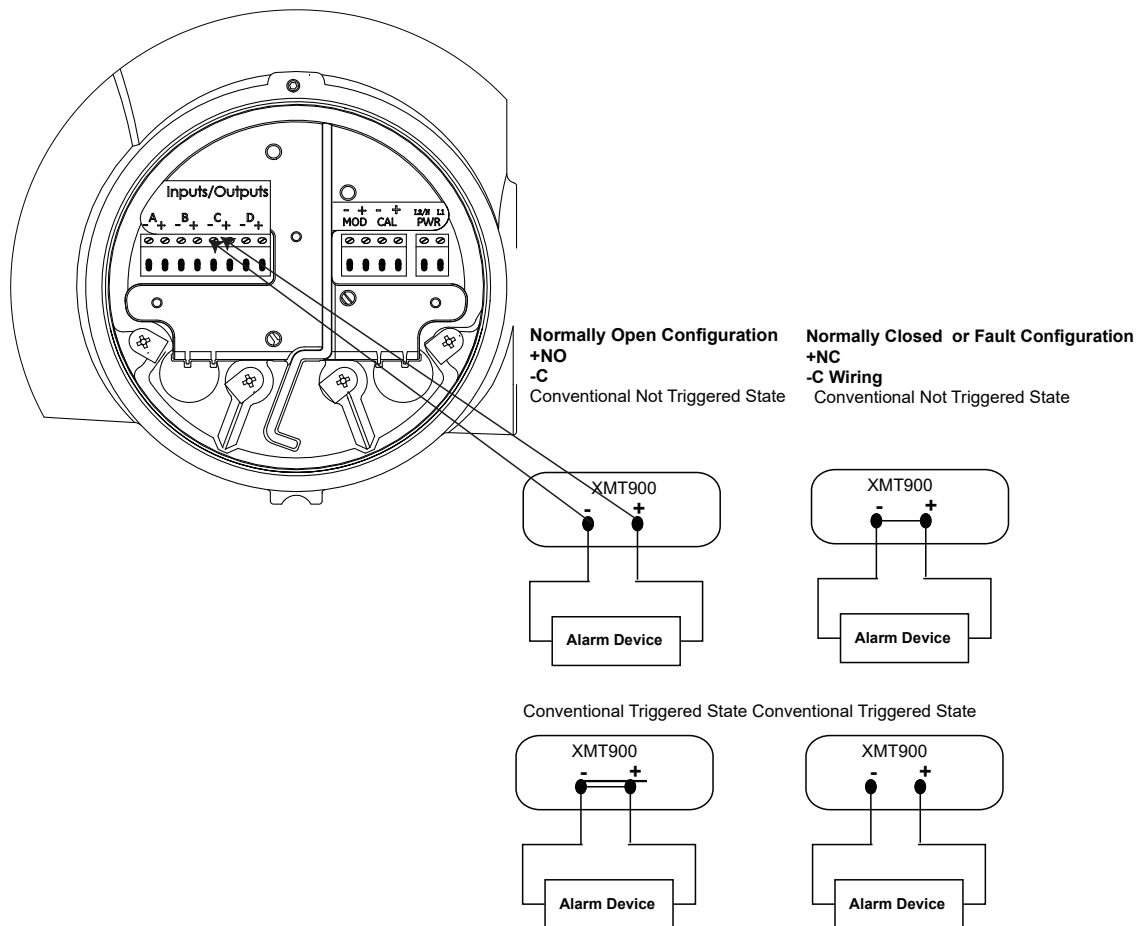 Inputs/Outputs
A B C D
- + - + - + - +
- + - + L2/N L1
MOD CAL PWR
Normally Open Configuration
+NO
-C
Conventional Not Triggered State
Normally Closed or Fault Configuration
+NC
-C Wiring
Conventional Not Triggered State
XMT900
- +
Alarm Device
XMT900
- +
Alarm Device
Conventional Triggered State Conventional Triggered State
XMT900
- +
Alarm Device
XMT900
- +
Alarm Device